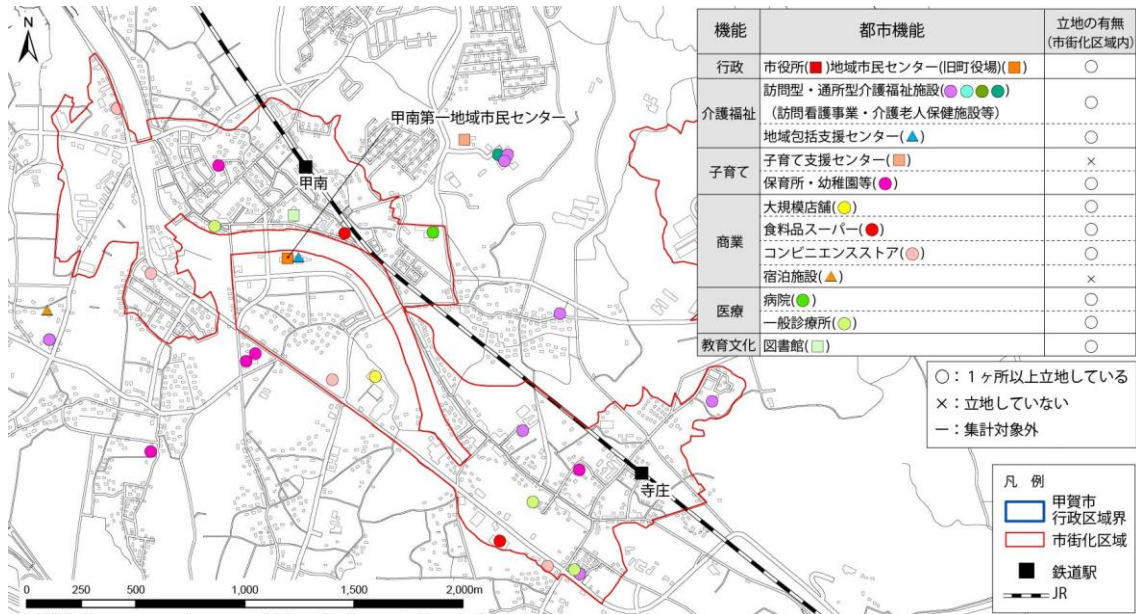 N
機能
都市機能
立地の有無
(市街化区域内)
行政
市役所(■)地域市民センター(旧町役場)(■)
○
介護福祉
訪問型・通所型介護福祉施設(●●●●)
(訪問看護事業・介護老人保健施設等)
○
地域包括支援センター(▲)
○
子育て
子育て支援センター(■)
×
保育所・幼稚園等(●)
○
商業
大規模店舗(●)
○
食料品スーパー(●)
○
コンビニエンスストア(●)
○
宿泊施設(▲)
×
医療
病院(●)
○
一般診療所(●)
○
教育文化
図書館(■)
○
○:1ヶ所以上立地している
×:立地していない
ー:集計対象外
凡 例
甲賀市
行政区域界
市街化区域
鉄道駅
JR
甲南第一地域市民センター
甲南
寺庄
0 250 500 1,000 1,500 2,000m